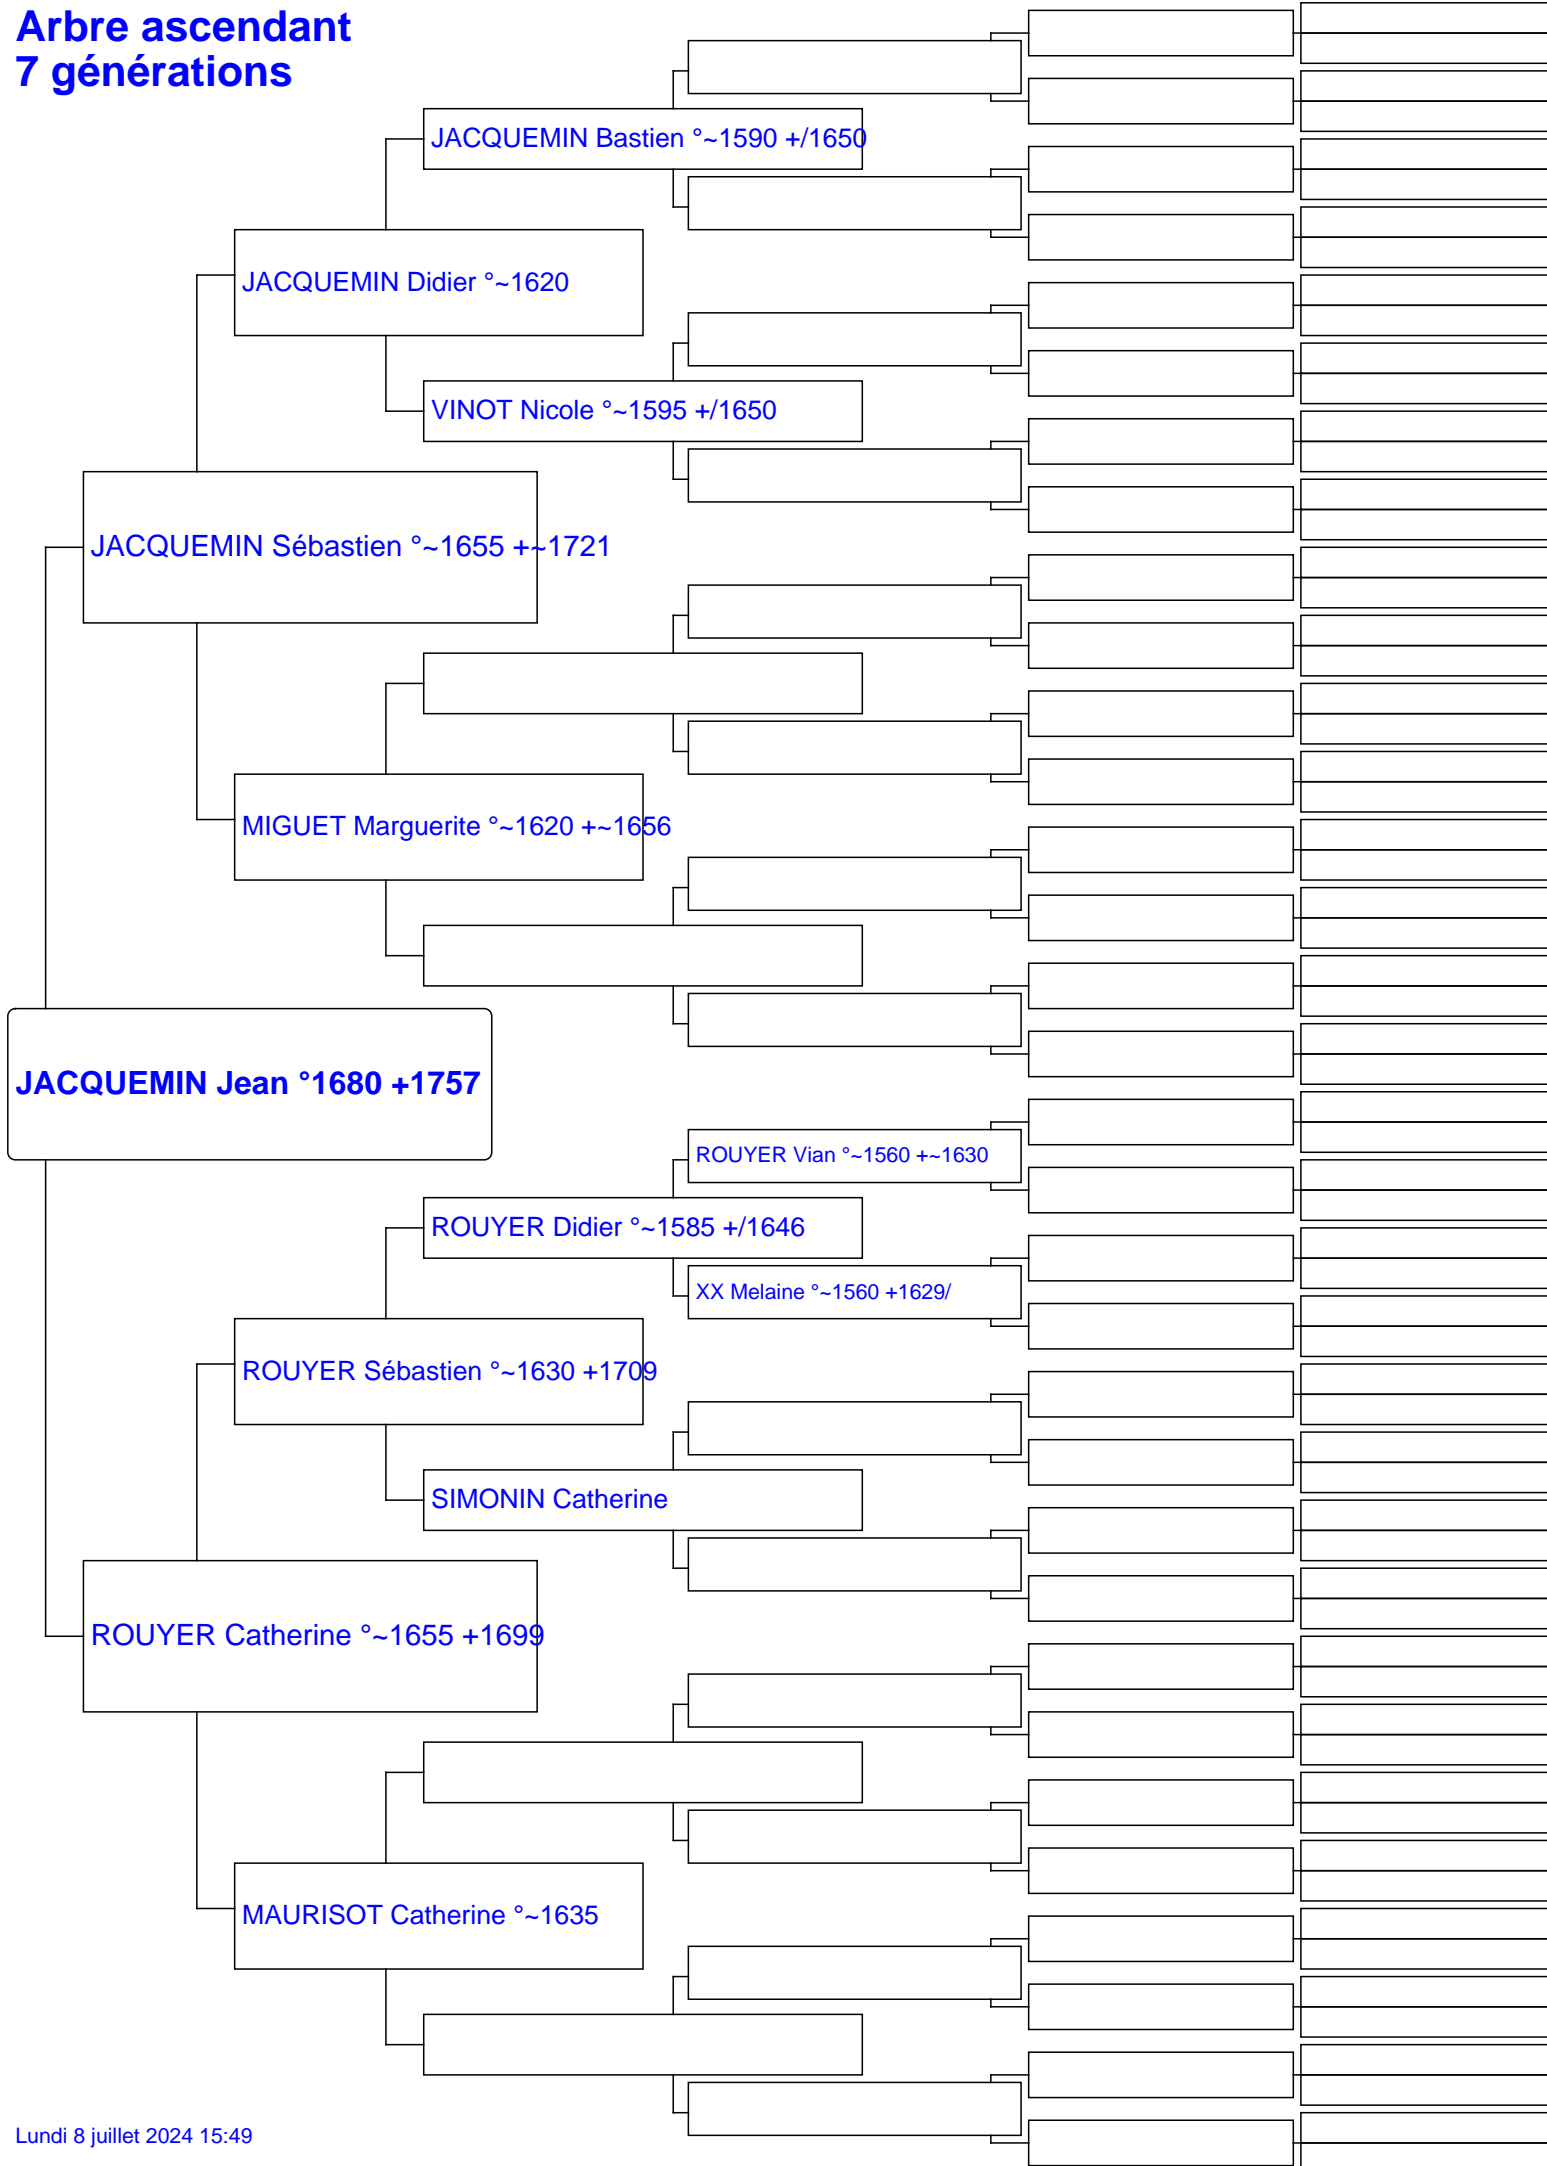 Arbre ascendant
7 générations
JACQUEMIN Bastien °~1590 +/1650
JACQUEMIN Didier °~1620
VINOT Nicole °~1595 +/1650
JACQUEMIN Sébastien °~1655 +~1721
MIGUET Marguerite °~1620 +~1656
JACQUEMIN Jean °1680 +1757
ROUYER Vian °~1560 +~1630
ROUYER Didier °~1585 +/1646
XX Melaine °~1560 +1629/
ROUYER Sébastien °~1630 +1709
SIMONIN Catherine
ROUYER Catherine °~1655 +1699
MAURISOT Catherine °~1635
Lundi 8 juillet 2024 15:49